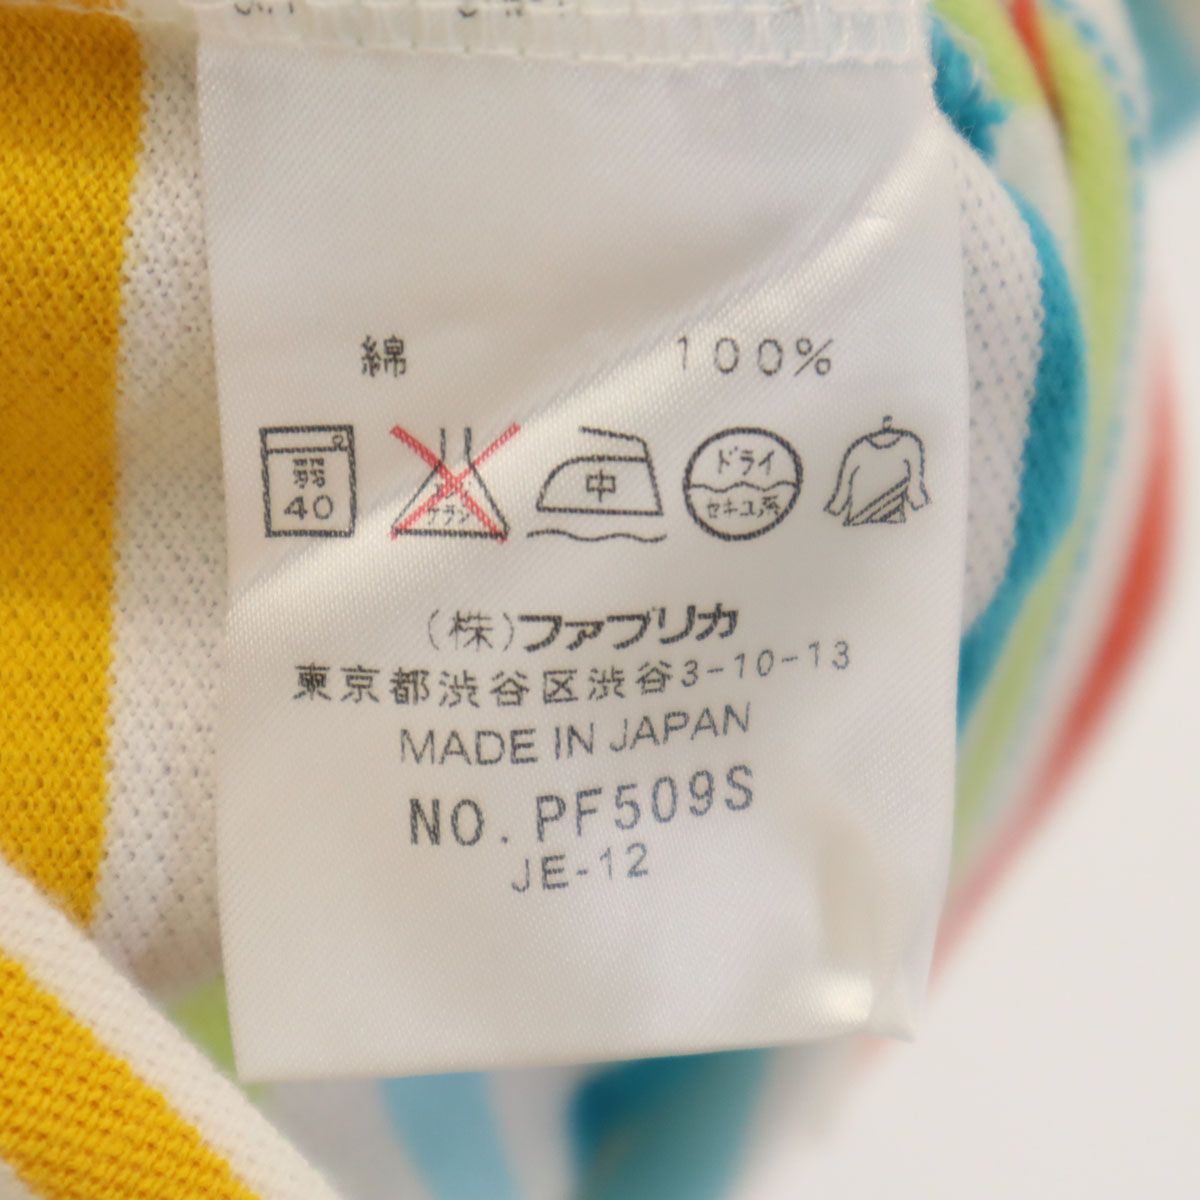 綿 100%
弱 中 ドライ
40 セキユ系
(株)ファブリカ
東京都渋谷区渋谷3-10-13
MADE IN JAPAN
NO. PF509S
JE-12